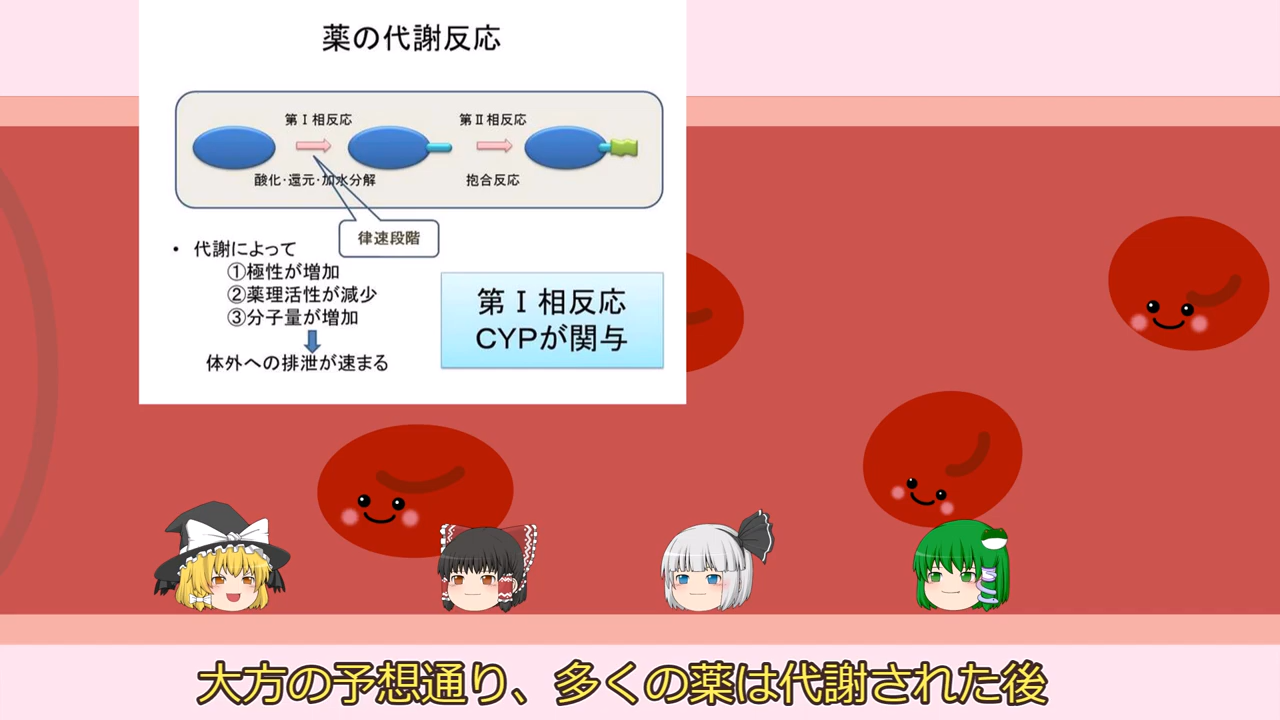 薬の代謝反応
第Ⅰ相反応
第Ⅱ相反応
酸化・還元・加水分解
抱合反応
律速段階
• 代謝によって
①極性が増加
②薬理活性が減少
③分子量が増加
体外への排泄が速まる
第Ⅰ相反応
CYPが関与
大方の予想通り、多くの薬は代謝された後